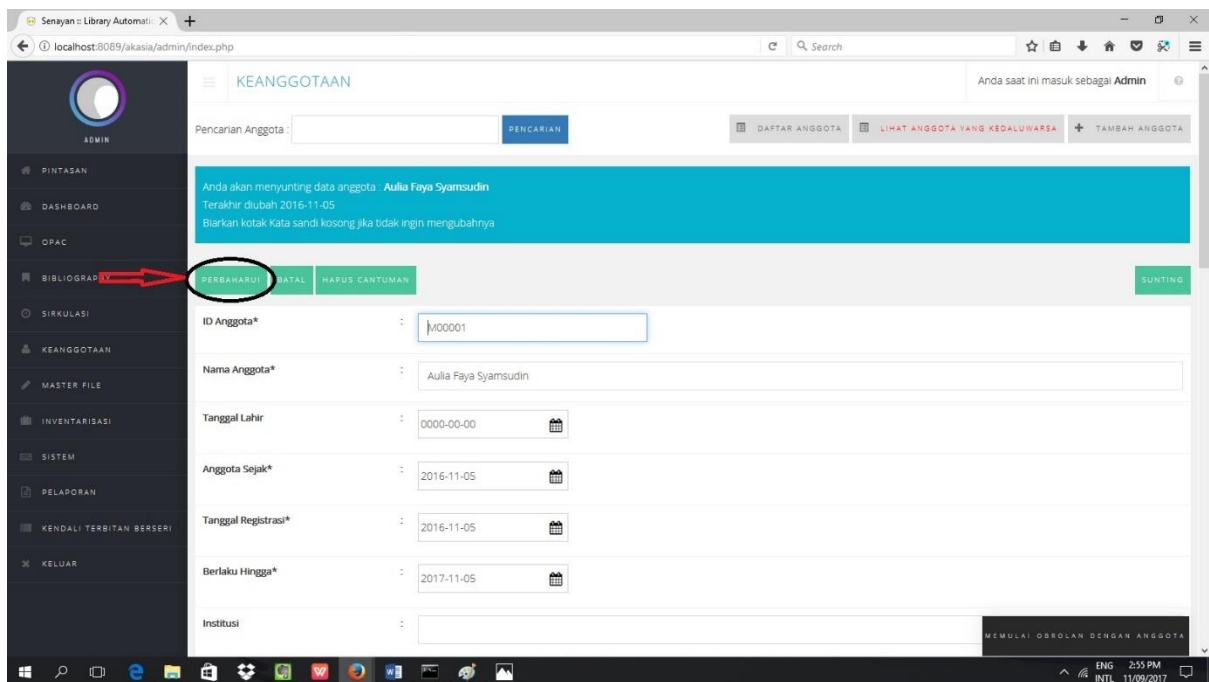 Senayan :: Library Automatic
localhost:8089/akasia/admin/index.php
Search
ADMIN
PINTASAN
DASHBOARD
OPAC
BIBLIOGRAPHY
SIRKULASI
KEANGGOTAAN
MASTER FILE
INVENTARISASI
SISTEM
PELAPORAN
KENDALI TERBITAN BERSERI
KELUAR
KEANGGOTAAN
Anda saat ini masuk sebagai Admin
Pencarian Anggota :
PENCARIAN
DAFTAR ANGGOTA
LIHAT ANGGOTA YANG KEDALUWARSA
TAMBAH ANGGOTA
Anda akan menyunting data anggota : Aulia Faya Syamsudin
Terakhir diubah 2016-11-05
Biarkan kotak Kata sandi kosong jika tidak ingin mengubahnya
PERBAHARUI
BATAL
HAPUS CANTUMAN
SUNTING
ID Anggota* : M00001
Nama Anggota* : Aulia Faya Syamsudin
Tanggal Lahir : 0000-00-00
Anggota Sejak* : 2016-11-05
Tanggal Registrasi* : 2016-11-05
Berlaku Hingga* : 2017-11-05
Institusi :
MEMULAI OBROLAN DENGAN ANGGOTA
ENG 2:55 PM
INTL 11/09/2017